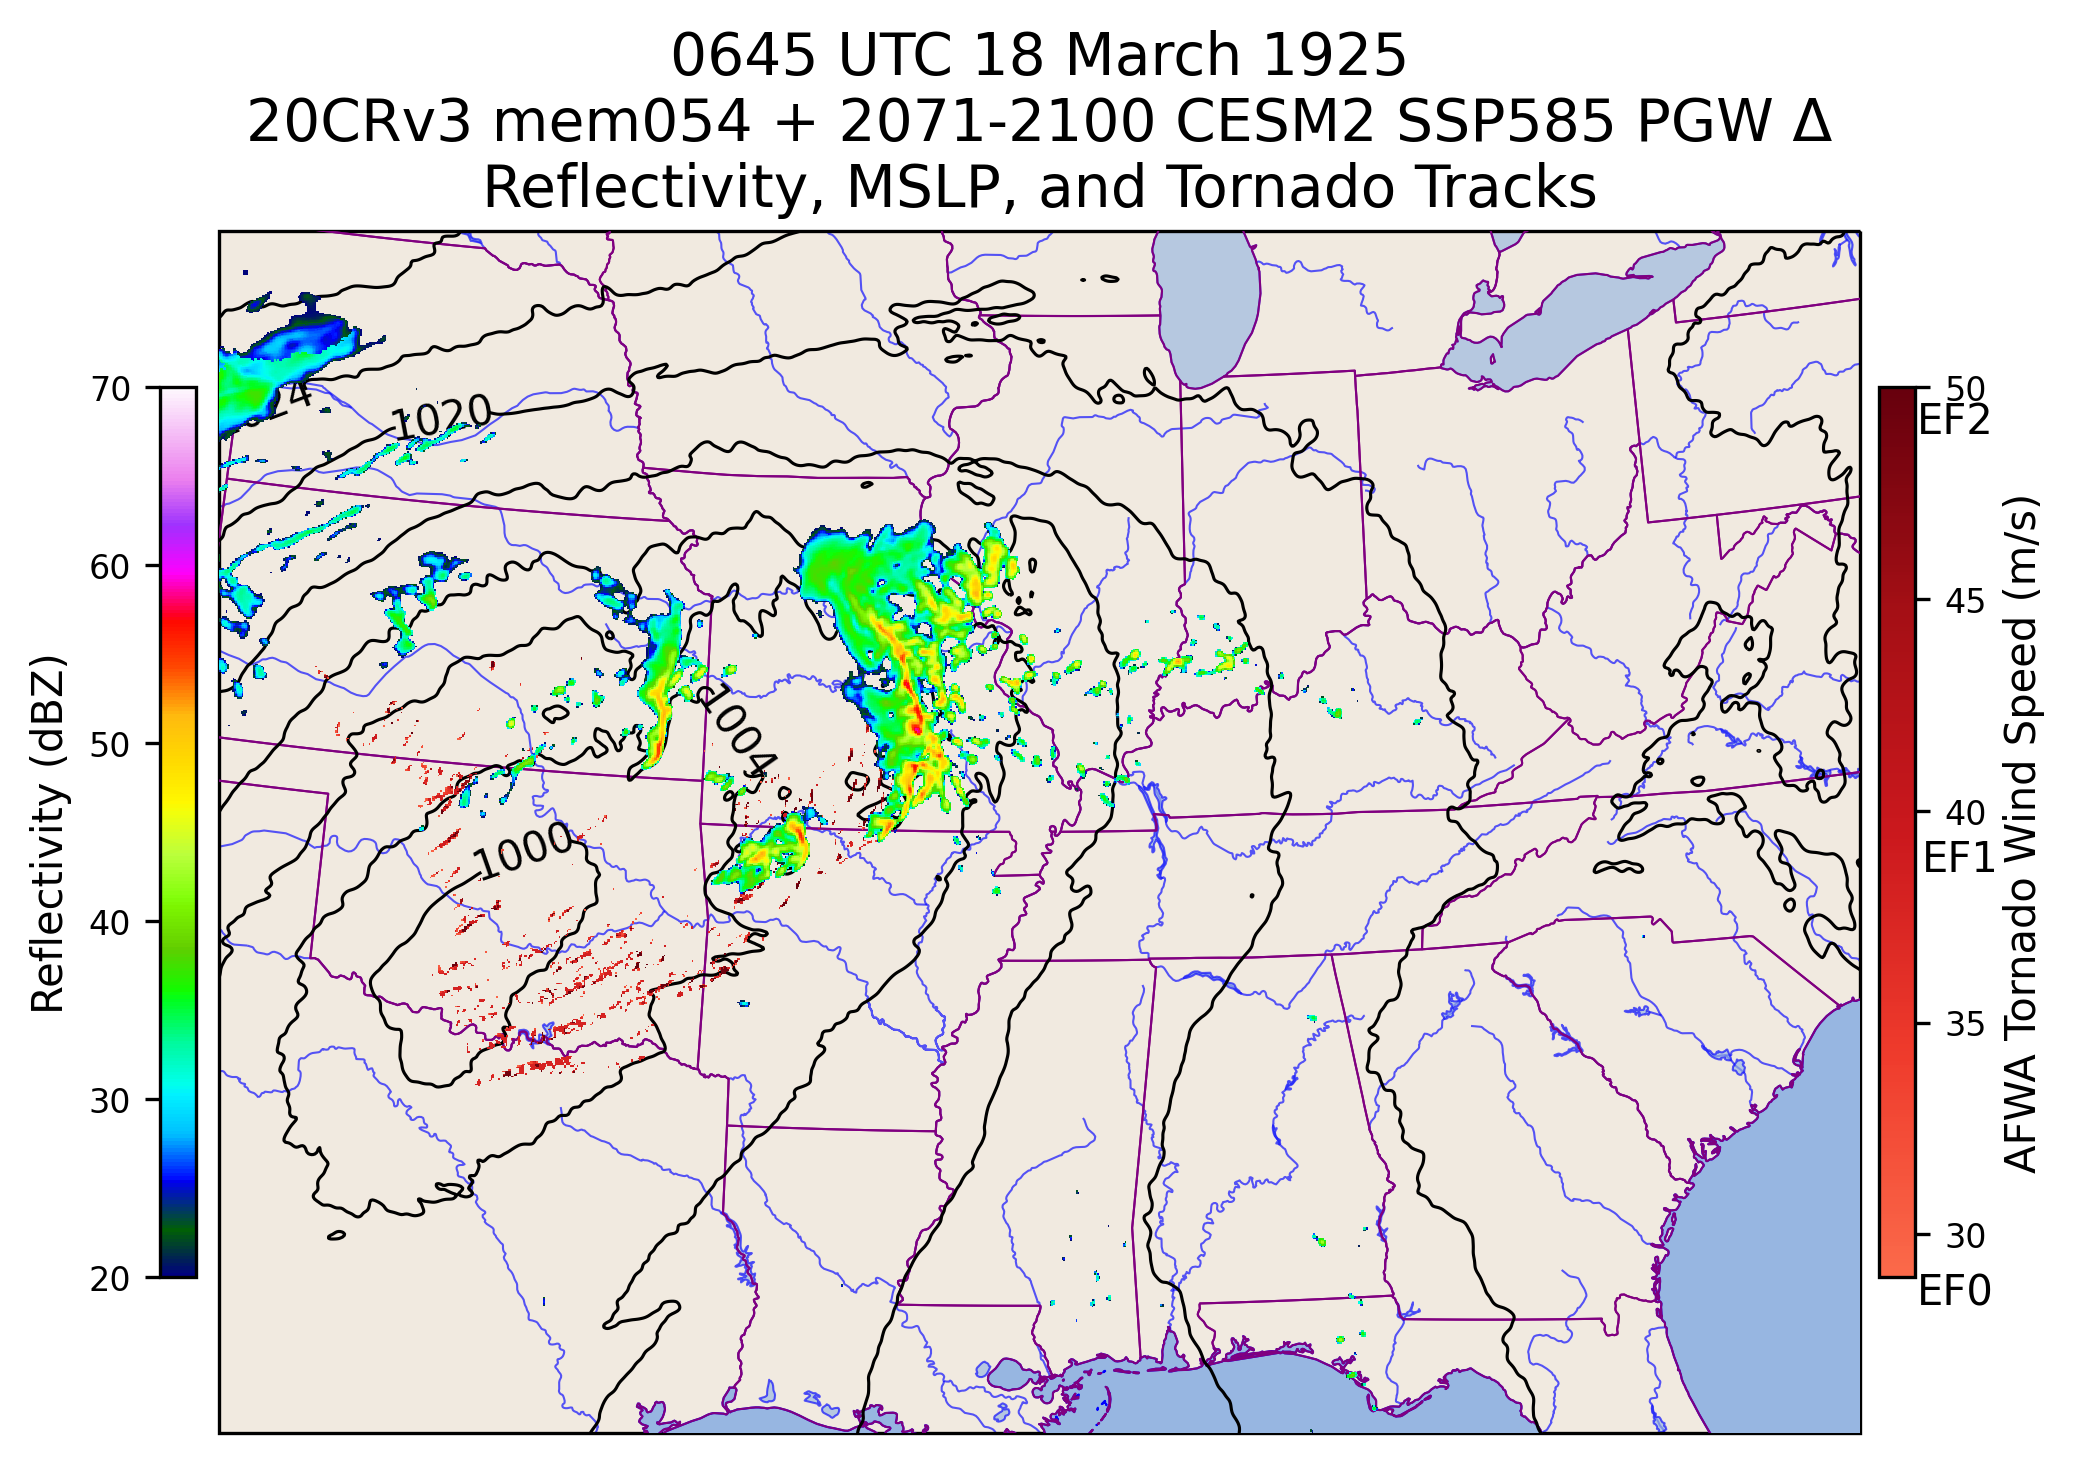 0645 UTC 18 March 1925
20CRv3 mem054 + 2071-2100 CESM2 SSP585 PGW Δ
Reflectivity, MSLP, and Tornado Tracks
70
60
50
40
30
20
Reflectivity (dBZ)
24
1020
1004
1000
50
EF2
45
40
EF1
35
30
EF0
AFWA Tornado Wind Speed (m/s)